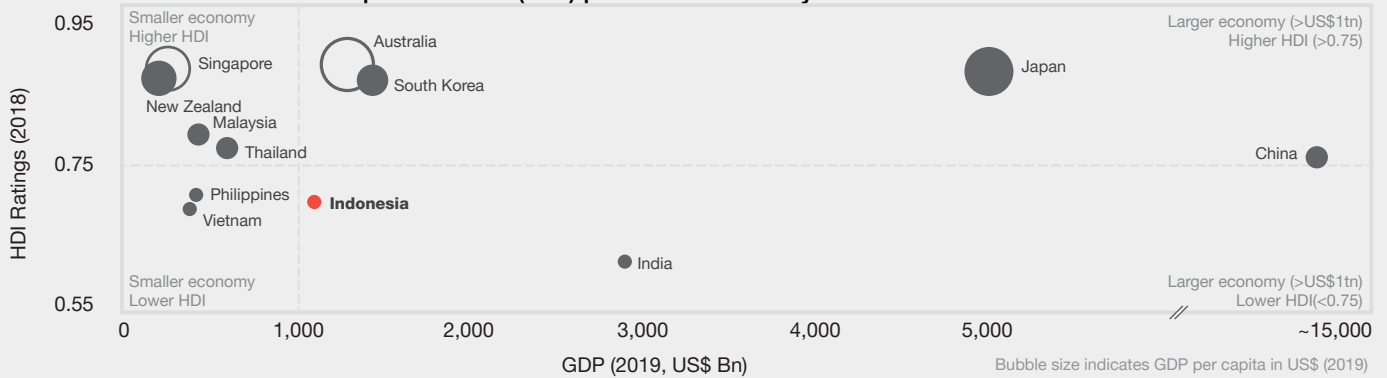 0.95
Smaller economy
Higher HDI
Larger economy (>US$1tn)
Higher HDI (>0.75)
Australia
Singapore
South Korea
Japan
New Zealand
Malaysia
Thailand
China
0.75
Philippines
Indonesia
Vietnam
India
Smaller economy
Lower HDI
Larger economy (>US$1tn)
Lower HDI(<0.75)
0.55
HDI Ratings (2018)
0
1,000
2,000
3,000
4,000
5,000
~15,000
GDP (2019, US$ Bn)
Bubble size indicates GDP per capita in US$ (2019)